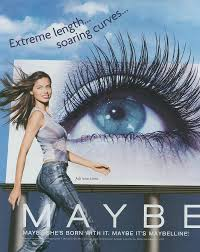 Extreme length...
soaring curves...
MAYBE
MAYBE SHE'S BORN WITH IT. MAYBE IT'S MAYBELLINE.